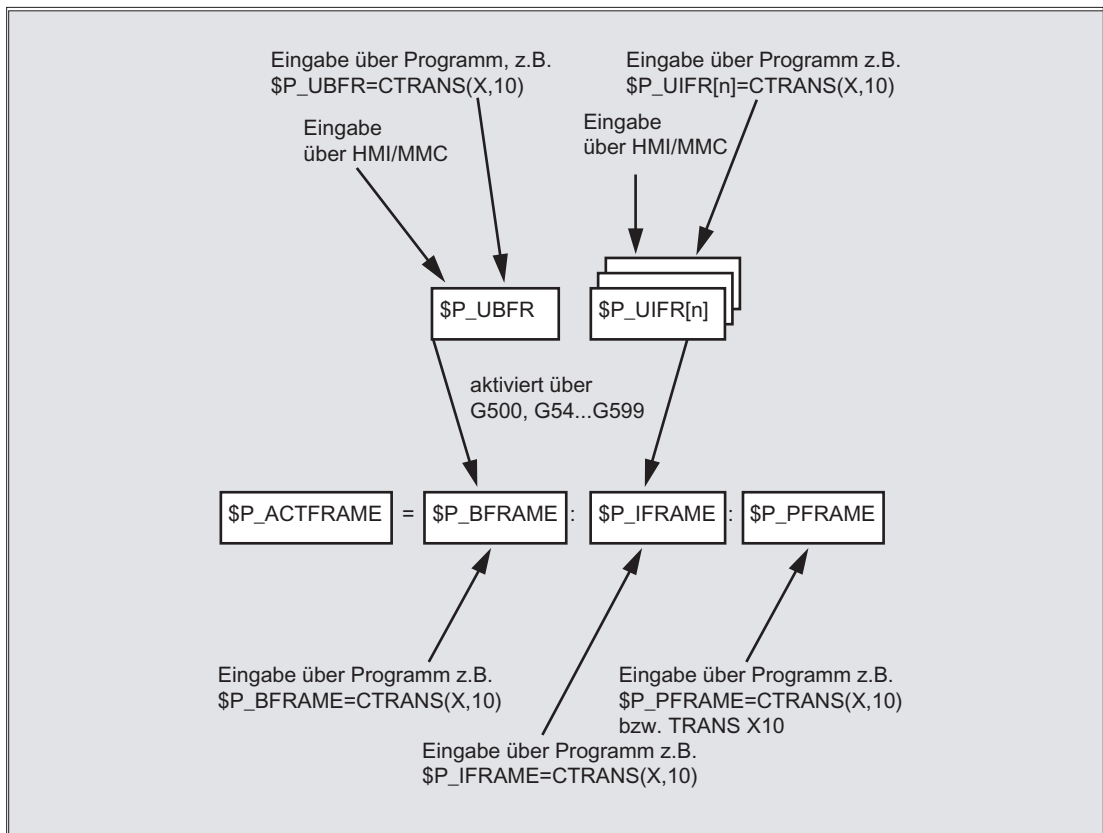 Eingabe über Programm, z.B.
$P_UBFR=CTRANS(X,10)
Eingabe über Programm z.B.
$P_UIFR[n]=CTRANS(X,10)
Eingabe
über HMI/MMC
Eingabe
über HMI/MMC
$P_UBFR
$P_UIFR[n]
aktiviert über
G500, G54...G599
$P_ACTFRAME = $P_BFRAME : $P_IFRAME : $P_PFRAME
Eingabe über Programm z.B.
$P_BFRAME=CTRANS(X,10)
Eingabe über Programm z.B.
$P_PFRAME=CTRANS(X,10)
bzw. TRANS X10
Eingabe über Programm z.B.
$P_IFRAME=CTRANS(X,10)